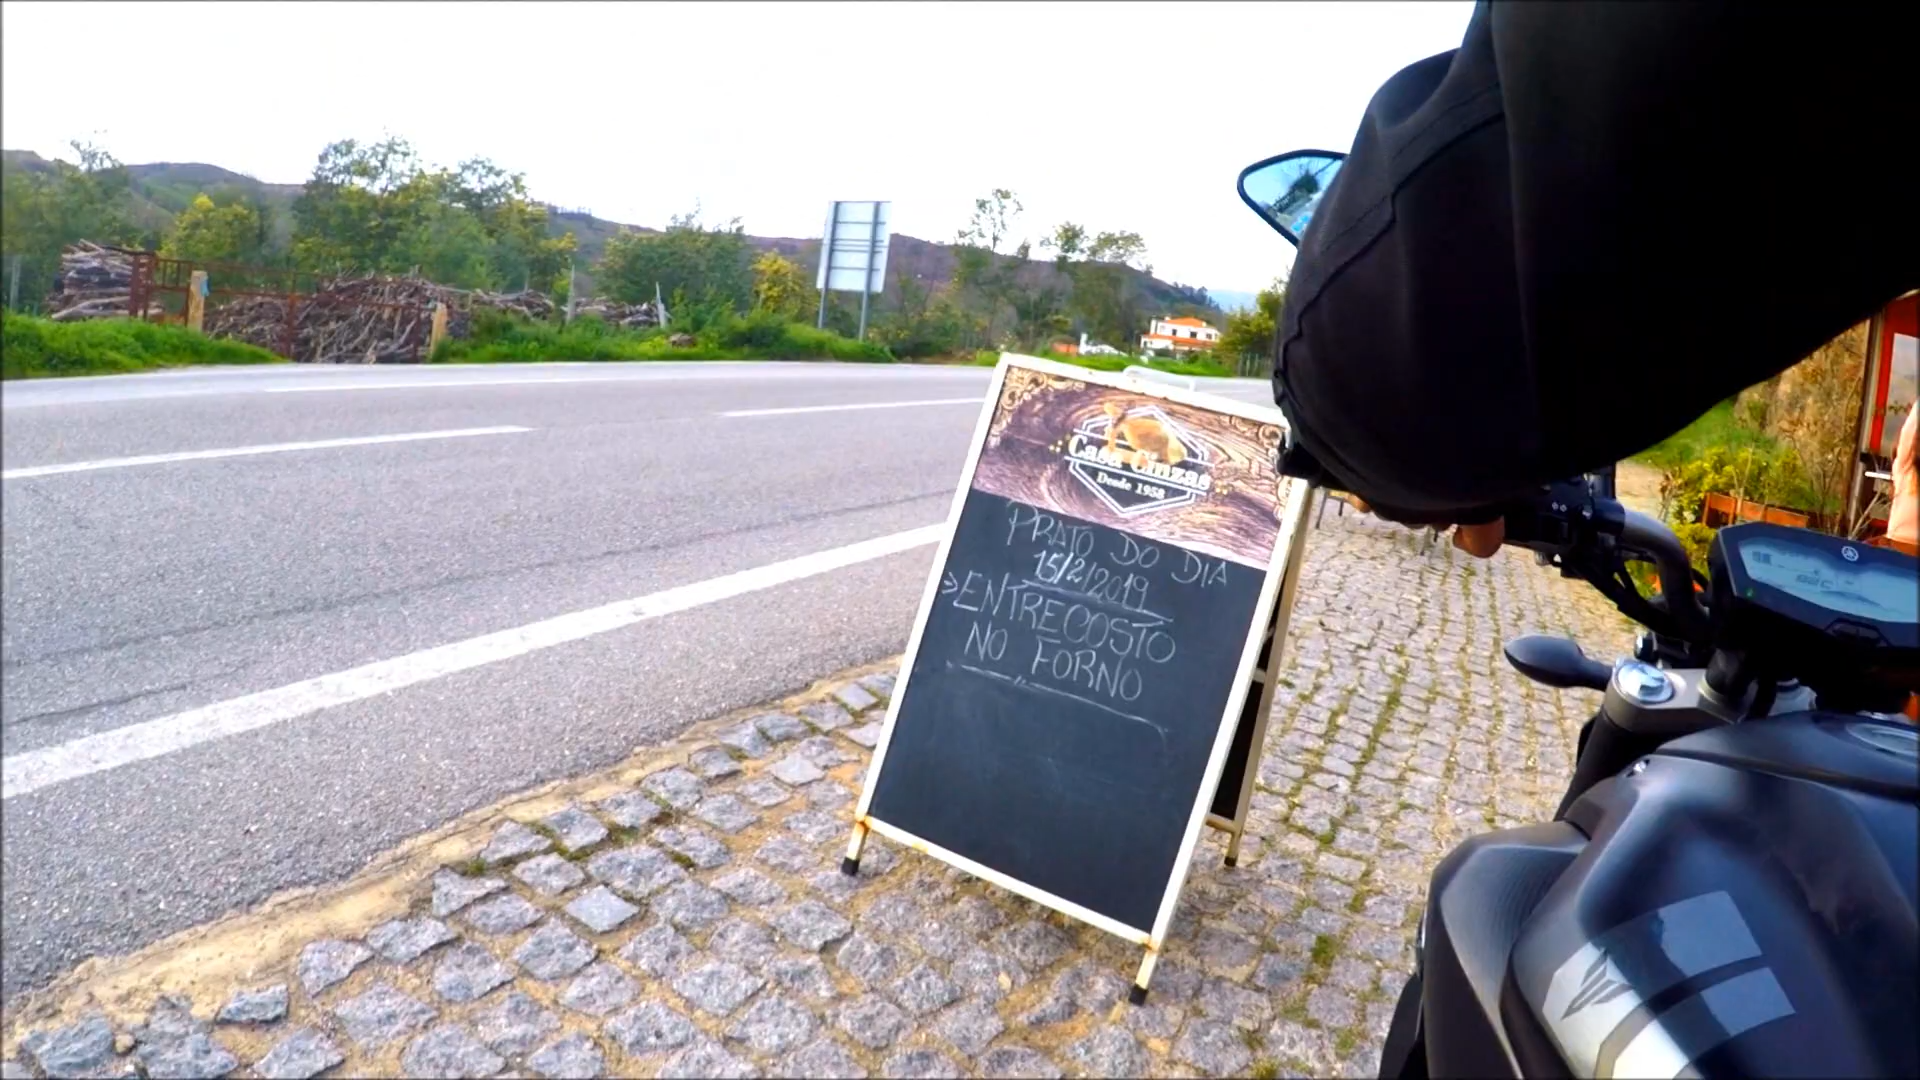 Casa Cinzas
Desde 1958
PRATO DO DIA
15/2/2019
→ENTRECOSTO
NO FORNO